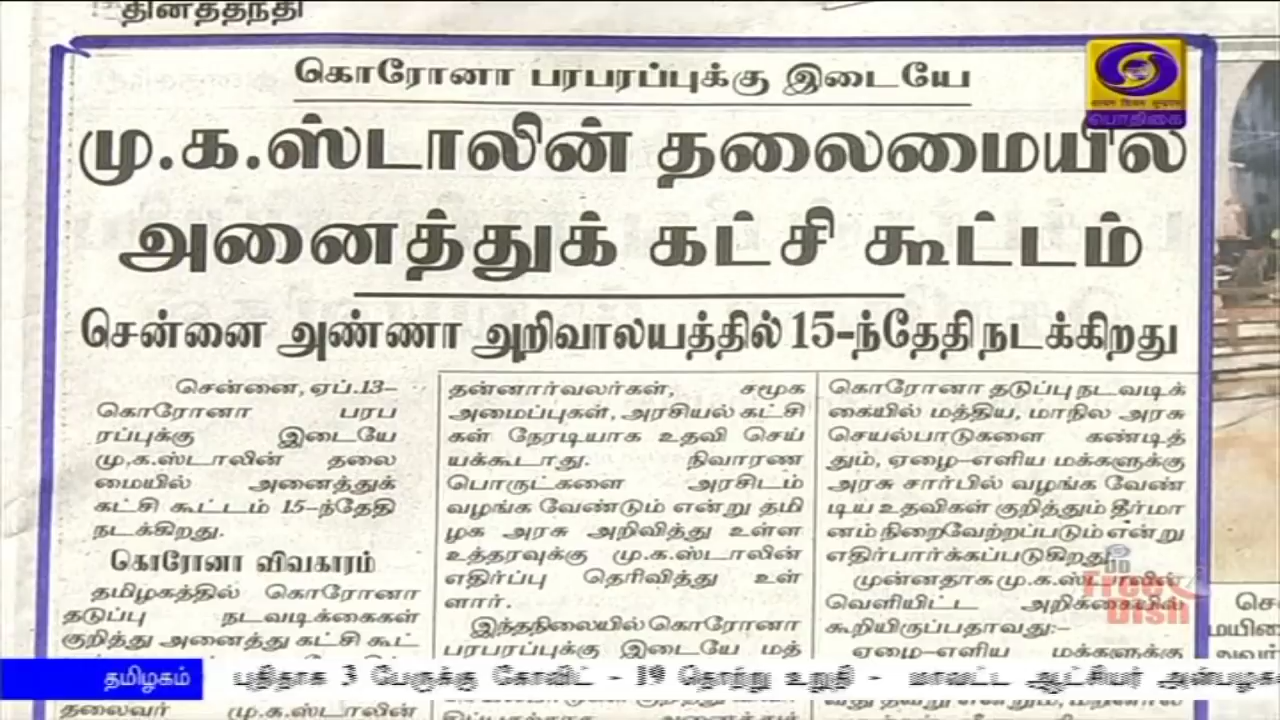 தினத்தந்தி
கொரோனா பரபரப்புக்கு இடையே
மு.க.ஸ்டாலின் தலைமையில்
அனைத்துக் கட்சி கூட்டம்
சென்னை அண்ணா அறிவாலயத்தில் 15-ந்தேதி நடக்கிறது
சென்னை, ஏப்.13-
கொரோனா பரப
ரப்புக்கு இடையே
மு.க.ஸ்டாலின் தலை
மையில் அனைத்துக்
கட்சி கூட்டம் 15-ந்தேதி
நடக்கிறது.
கொரோனா விவகாரம்
தமிழகத்தில் கொரோனா
தடுப்பு நடவடிக்கைகள்
குறித்து அனைத்து கட்சி கூட்
தலைவர் மு.க.ஸ்டாலின்
தன்னார்வலர்கள், சமூக
அமைப்புகள், அரசியல் கட்சி
கள் நேரடியாக உதவி செய்
யக்கூடாது. நிவாரண
பொருட்களை அரசிடம்
வழங்க வேண்டும் என்று தமி
ழக அரசு அறிவித்து உள்ள
உத்தரவுக்கு மு.க.ஸ்டாலின்
எதிர்ப்பு தெரிவித்து உள்
ளார்.
இந்தநிலையில் கொரோனா
பரபரப்புக்கு இடையே மத்
கொரோனா தடுப்பு நடவடிக்
கையில் மத்திய, மாநில அரசு
செயல்பாடுகளை கண்டித்
தும், ஏழை-எளிய மக்களுக்கு
அரசு சார்பில் வழங்க வேண்
டிய உதவிகள் குறித்தும் தீர்மா
னம் நிறைவேற்றப்படும் என்று
எதிர்பார்க்கப்படுகிறது.
முன்னதாக மு.க.ஸ்டாலின்
வெளியிட்ட அறிக்கையில்
கூறியிருப்பதாவது:-
ஏழை-எளிய மக்களுக்கு
பொதிகை
DD
Free Dish
தமிழகம்
புதிதாக 3 பேருக்கு கோவிட் - 19 தொற்று உறுதி - மாவட்ட ஆட்சியர் அன்பழக